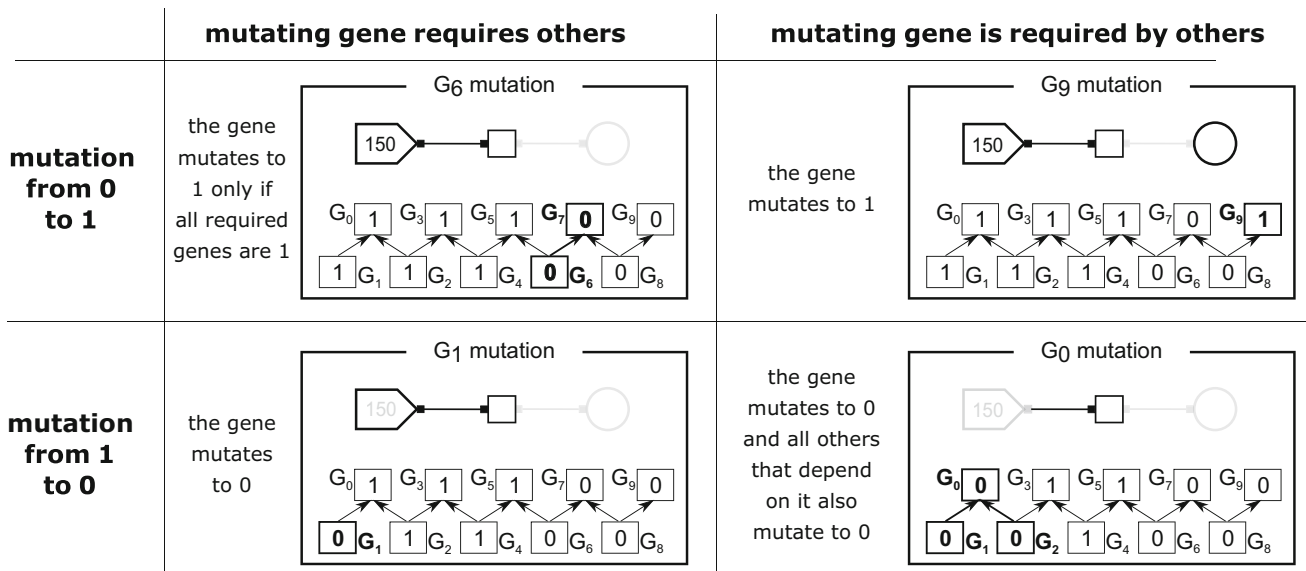 mutating gene requires others
mutating gene is required by others
mutation
from 0
to 1
the gene
mutates to
1 only if
all required
genes are 1
G6 mutation
150
G0 1 G3 1 G5 1 G7 0 G9 0
1 G1 1 G2 1 G4 0 G6 0 G8
the gene
mutates to 1
G9 mutation
150
G0 1 G3 1 G5 1 G7 0 G9 1
1 G1 1 G2 1 G4 0 G6 0 G8
mutation
from 1
to 0
the gene
mutates
to 0
G1 mutation
150
G0 1 G3 1 G5 1 G7 0 G9 0
0 G1 1 G2 1 G4 0 G6 0 G8
the gene
mutates to 0
and all others
that depend
on it also
mutate to 0
G0 mutation
150
G0 0 G3 1 G5 1 G7 0 G9 0
0 G1 0 G2 1 G4 0 G6 0 G8